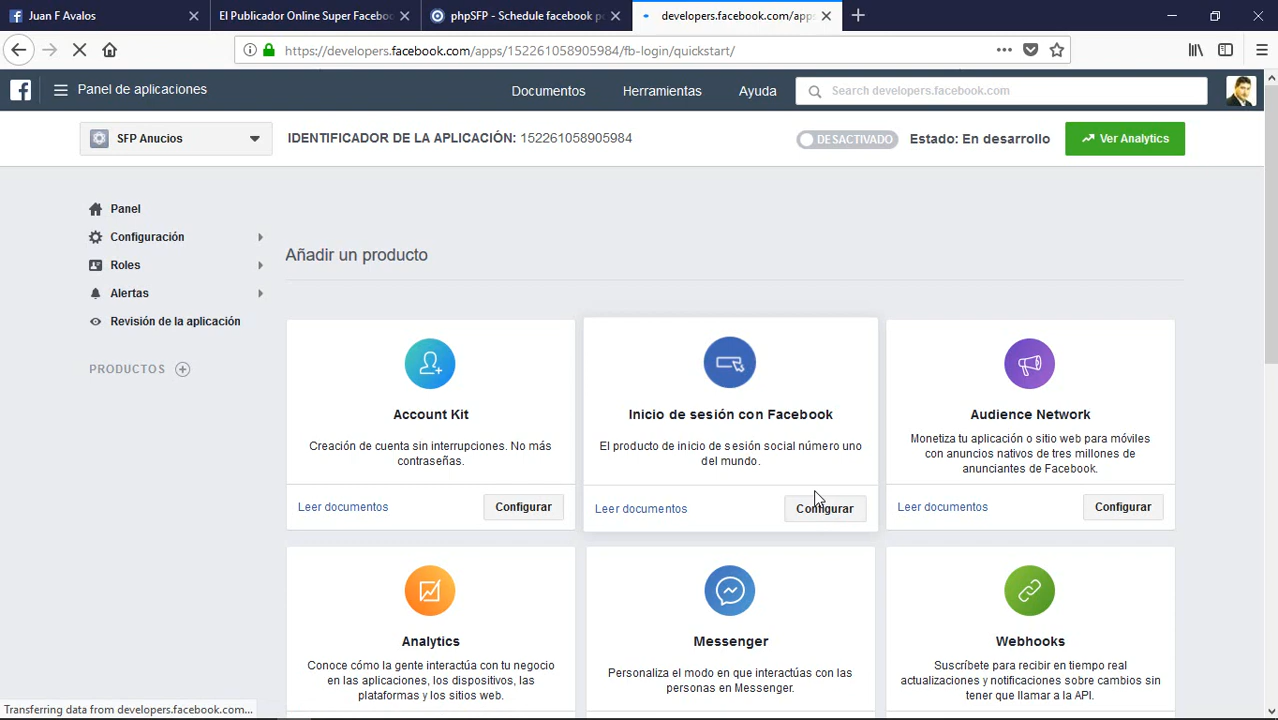 Juan F Avalos
El Publicador Online Super Faceboo
phpSFP - Schedule facebook po
developers.facebook.com/apps
https://developers.facebook.com/apps/152261058905984/fb-login/quickstart/
Panel de aplicaciones
Documentos
Herramientas
Ayuda
Search developers.facebook.com
SFP Anucios
IDENTIFICADOR DE LA APLICACIÓN: 152261058905984
DESACTIVADO
Estado: En desarrollo
Ver Analytics
Panel
Configuración
Roles
Alertas
Revisión de la aplicación
PRODUCTOS
Añadir un producto
Account Kit
Creación de cuenta sin interrupciones. No más
contraseñas.
Leer documentos
Configurar
Inicio de sesión con Facebook
El producto de inicio de sesión social número uno
del mundo.
Leer documentos
Configurar
Audience Network
Monetiza tu aplicación o sitio web para móviles
con anuncios nativos de tres millones de
anunciantes de Facebook.
Leer documentos
Configurar
Analytics
Conoce cómo la gente interactúa con tu negocio
en las aplicaciones, los dispositivos, las
plataformas y los sitios web.
Messenger
Personaliza el modo en que interactúas con las
personas en Messenger.
Webhooks
Suscríbete para recibir en tiempo real
actualizaciones y notificaciones sobre cambios sin
tener que llamar a la API.
Transferring data from developers.facebook.com...